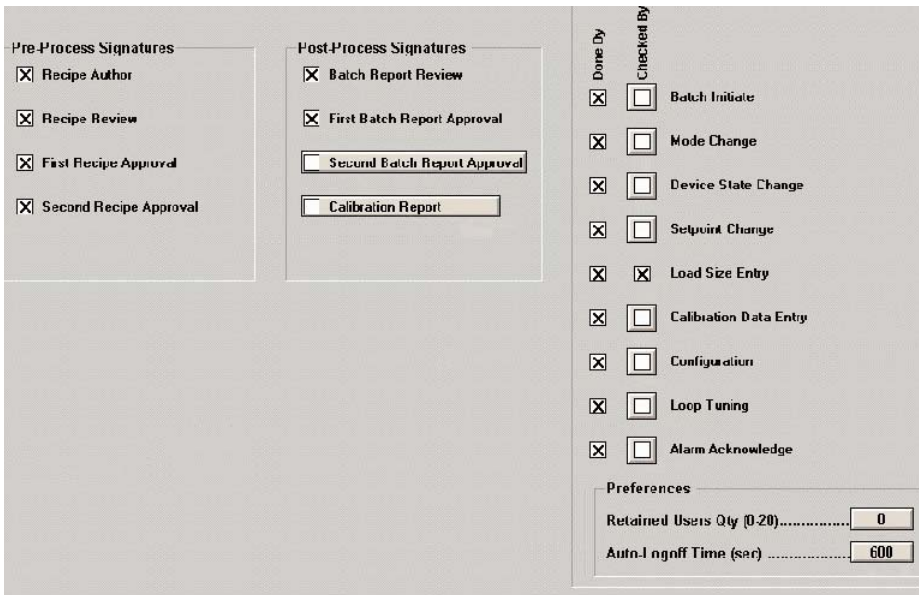 Pre-Process Signatures
Recipe Author
Recipe Review
First Recipe Approval
Second Recipe Approval
Post-Process Signatures
Batch Report Review
First Batch Report Approval
Second Batch Report Approval
Calibration Report
Done By
Checked By
Batch Initiate
Mode Change
Device State Change
Setpoint Change
Load Size Entry
Calibration Data Entry
Configuration
Loop Tuning
Alarm Acknowledge
Preferences
Retained Users Qty (0-20)................ 0
Auto-Logoff Time (sec) ................... 600